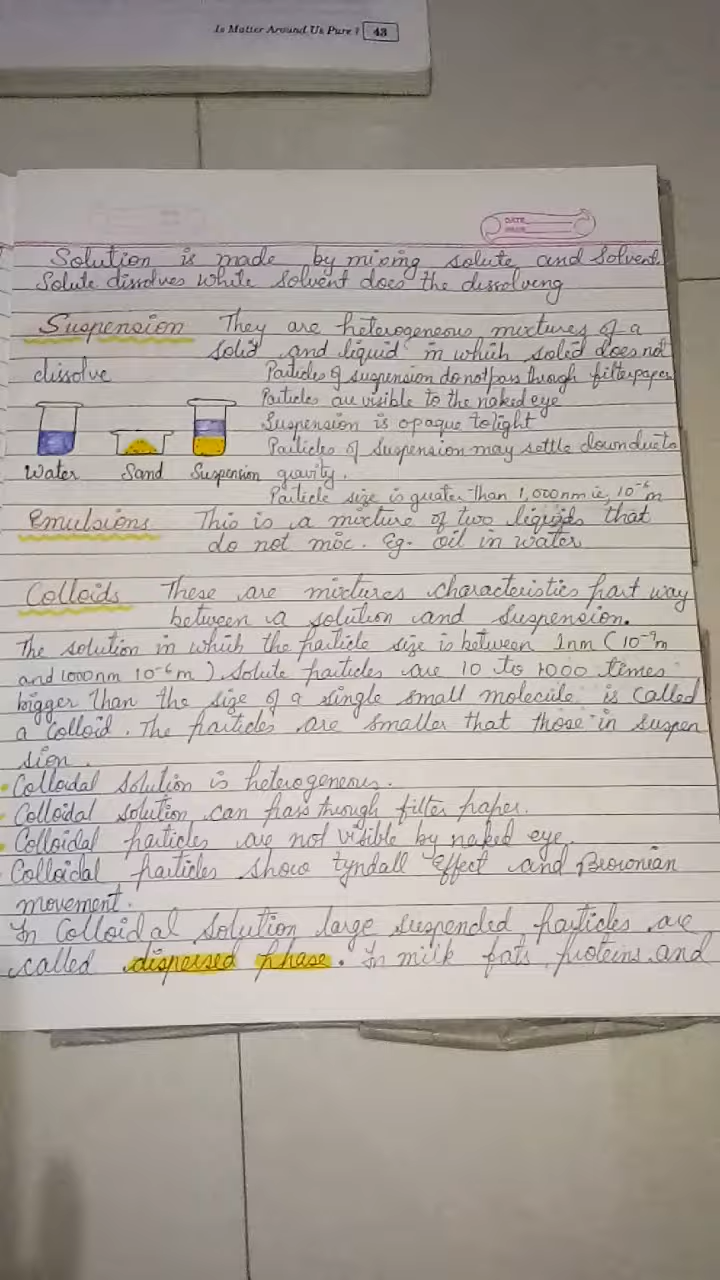 Is Matter Around Us Pure ? 43
DATE
PAGE
Solution is made by mixing solute and Solvent.
Solute dissolves while Solvent does the dissolving
Suspension They are heterogeneous mixtures of a
solid and liquid in which solid does not
dissolve Particles of suspension do not pass through filter paper
Particles are visible to the naked eye
Suspension is opaque to light
Particles of Suspension may settle down due to
Water Sand Suspension gravity.
Particle size is greater than 1,000nm ie, 10⁻⁶m
Emulsions This is a mixture of two liquids that
do not mix. Eg. oil in water
Colloids These are mixtures characteristics part way
between a solution and suspension.
The solution in which the particle size is between 1nm (10⁻⁹m
and 1000nm 10⁻⁶m). Solute particles are 10 to 1000 times
bigger than the size of a single small molecule is called
a colloid. The particles are smaller that those in suspen
sion.
Colloidal solution is heterogeneous.
Colloidal solution can pass through filter paper.
Colloidal particles are not visible by naked eye.
Colloidal particles show tyndall effect and Brownian
movement.
In Colloidal solution large suspended particles are
called dispersed phase. In milk fats, proteins and